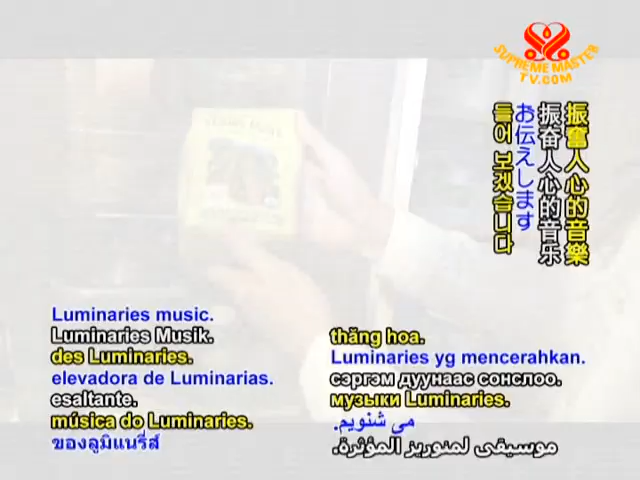 SUPREME MASTER
TV.COM
振奮人心的音樂
振奋人心的音乐
お伝えします
들어 보겠습니다
Luminaries music.
Luminaries Musik.
des Luminaries.
elevadora de Luminarias.
esaltante.
música do Luminaries.
ของลูมิแนรี่ส์
thăng hoa.
Luminaries yg mencerahkan.
сэргэм дуунаас сонслоо.
музыки Luminaries.
می شنویم.
موسيقى لمنوريز المؤثرة.